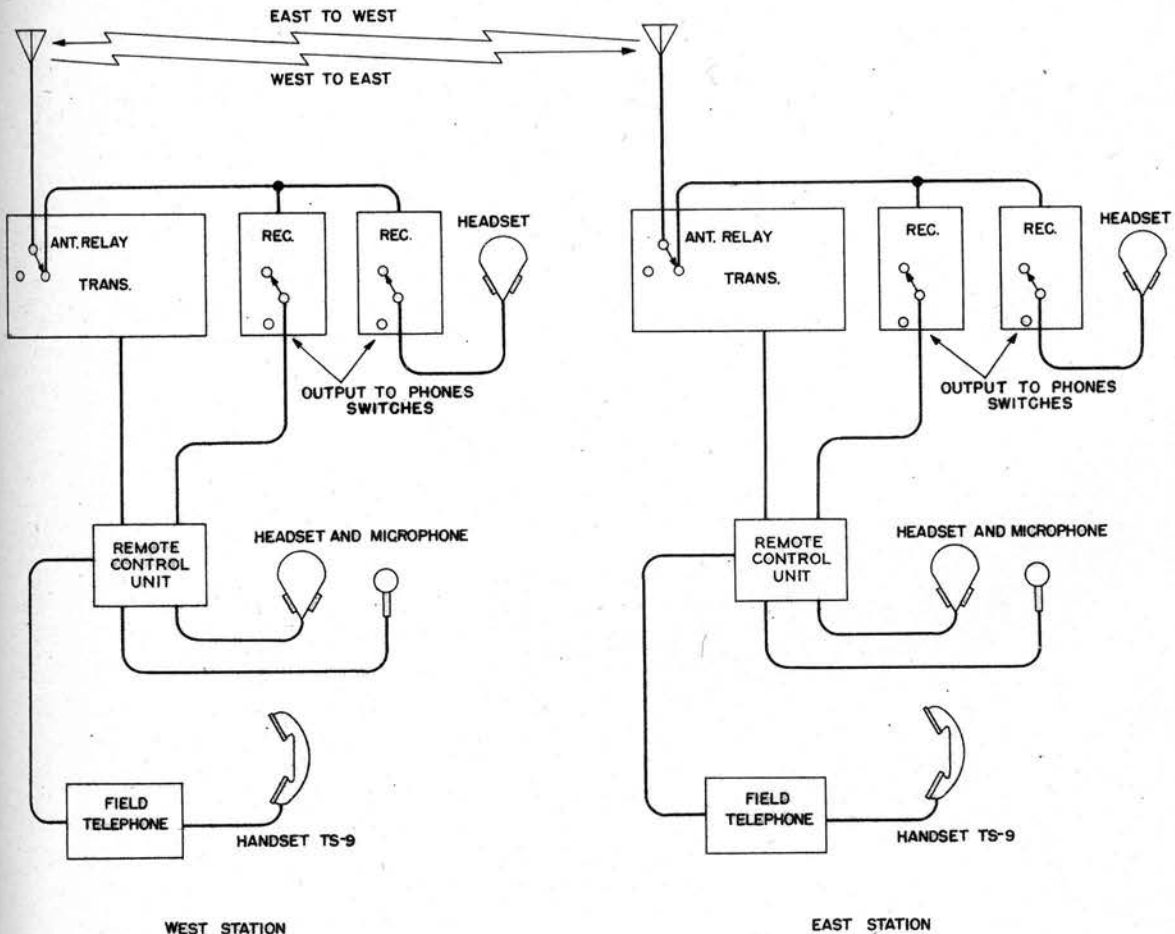 EAST TO WEST
WEST TO EAST
ANT. RELAY
TRANS.
REC.
REC.
HEADSET
OUTPUT TO PHONES
SWITCHES
REMOTE
CONTROL
UNIT
HEADSET AND MICROPHONE
FIELD
TELEPHONE
HANDSET TS-9
WEST STATION
ANT. RELAY
TRANS.
REC.
REC.
HEADSET
OUTPUT TO PHONES
SWITCHES
REMOTE
CONTROL
UNIT
HEADSET AND MICROPHONE
FIELD
TELEPHONE
HANDSET TS-9
EAST STATION